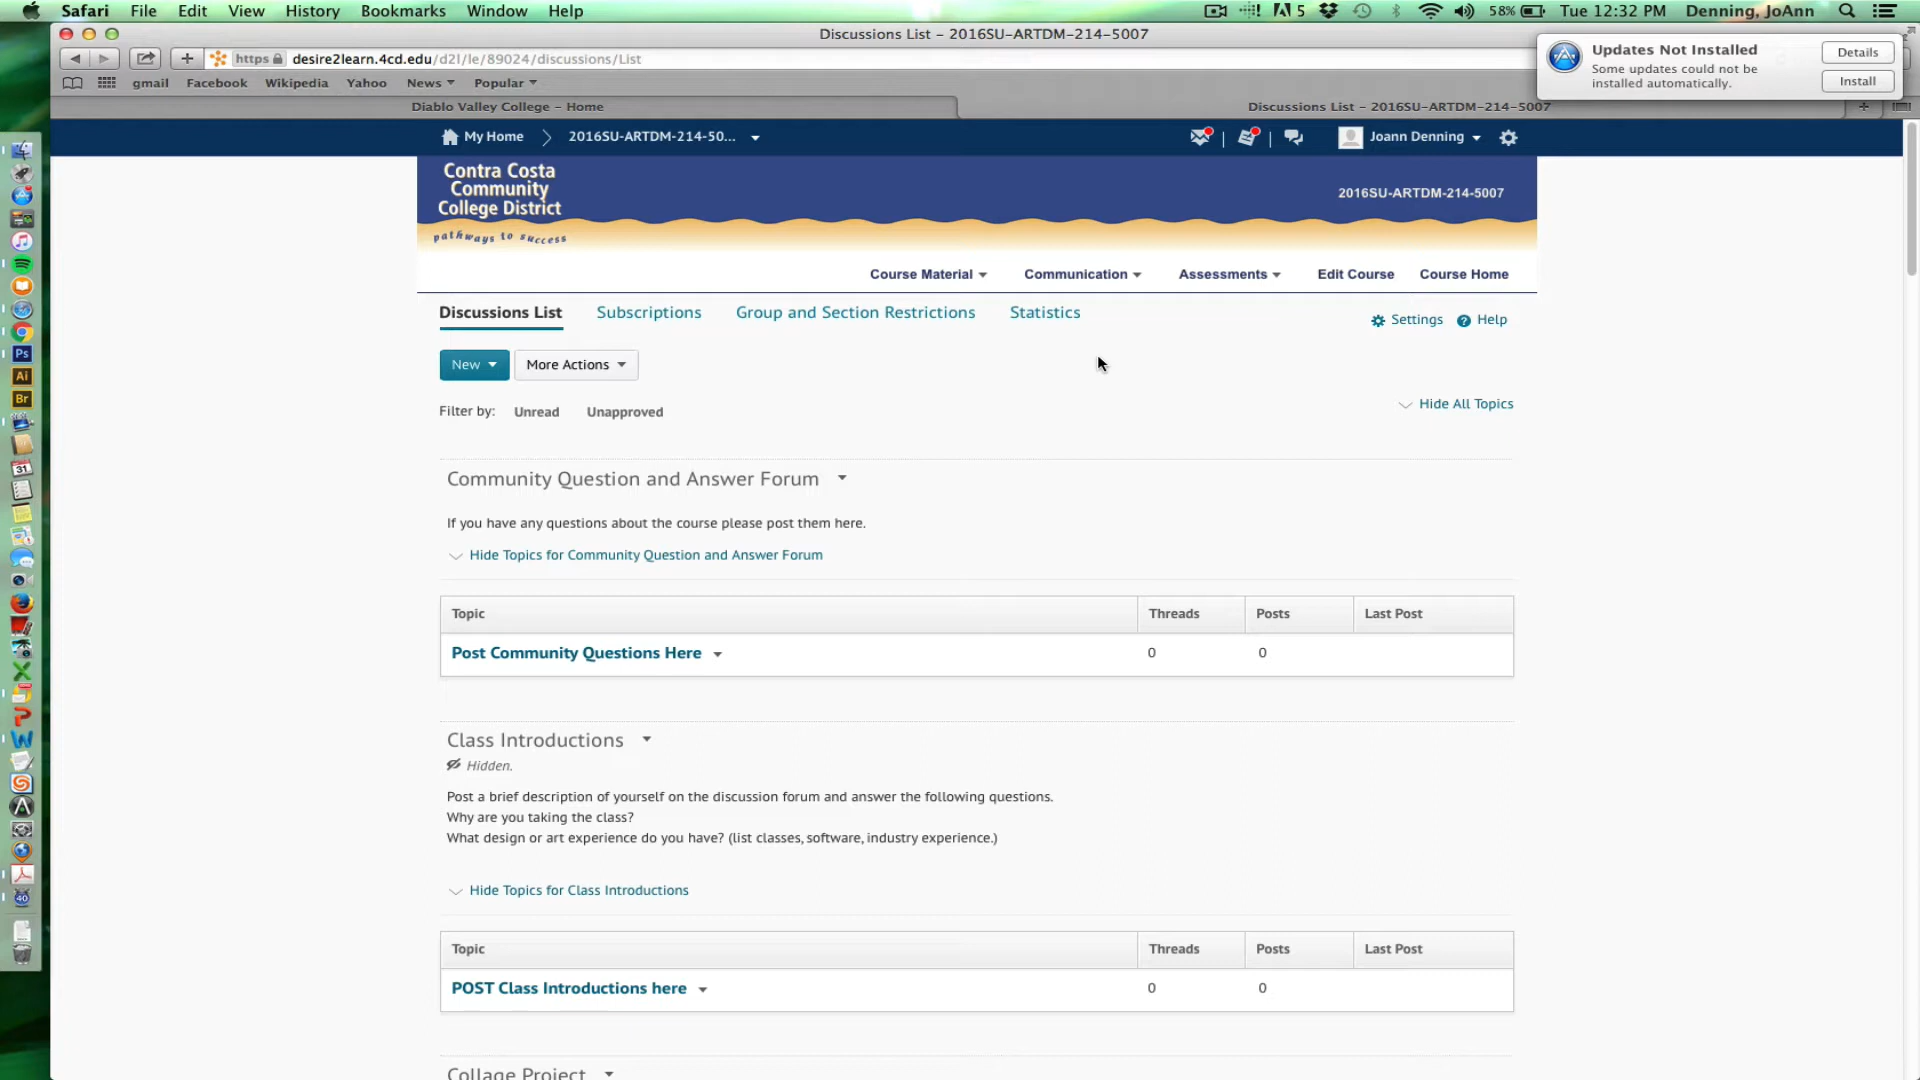 Safari File Edit View History Bookmarks Window Help
5 58% Tue 12:32 PM Denning, JoAnn
Discussions List – 2016SU-ARTDM-214-5007
https desire2learn.4cd.edu/d2l/le/89024/discussions/List
Updates Not Installed
Some updates could not be
installed automatically.
Details
Install
gmail Facebook Wikipedia Yahoo News Popular
Diablo Valley College – Home
Discussions List – 2016SU-ARTDM-214-5007
My Home 2016SU-ARTDM-214-50... Joann Denning
Contra Costa
Community
College District
pathways to success
2016SU-ARTDM-214-5007
Course Material Communication Assessments Edit Course Course Home
Discussions List Subscriptions Group and Section Restrictions Statistics
Settings Help
New More Actions
Filter by: Unread Unapproved
Hide All Topics
Community Question and Answer Forum
If you have any questions about the course please post them here.
Hide Topics for Community Question and Answer Forum
Topic Threads Posts Last Post
Post Community Questions Here 0 0
Class Introductions
Hidden.
Post a brief description of yourself on the discussion forum and answer the following questions.
Why are you taking the class?
What design or art experience do you have? (list classes, software, industry experience.)
Hide Topics for Class Introductions
Topic Threads Posts Last Post
POST Class Introductions here 0 0
Collage Project
31
Ps
Ai
Br
40